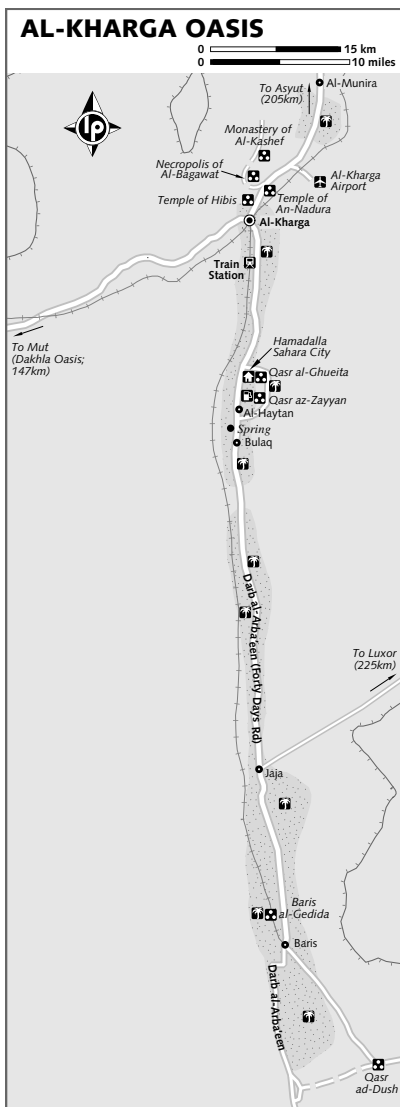 AL-KHARGA OASIS
0 15 km
0 10 miles
lp
To Asyut
(205km)
Al-Munira
Monastery of
Al-Kashef
Necropolis of
Al-Bagawat
Al-Kharga
Airport
Temple of Hibis
Temple of
An-Nadura
Al-Kharga
Train
Station
To Mut
(Dakhla Oasis;
147km)
Hamadalla
Sahara City
Qasr al-Ghueita
Qasr az-Zayyan
Al-Haytan
Spring
Bulaq
Darb al-Arba'een (Forty Days Rd)
To Luxor
(225km)
Jaja
Baris
al-Gedida
Baris
Darb al-Arba'een
Qasr
ad-Dush